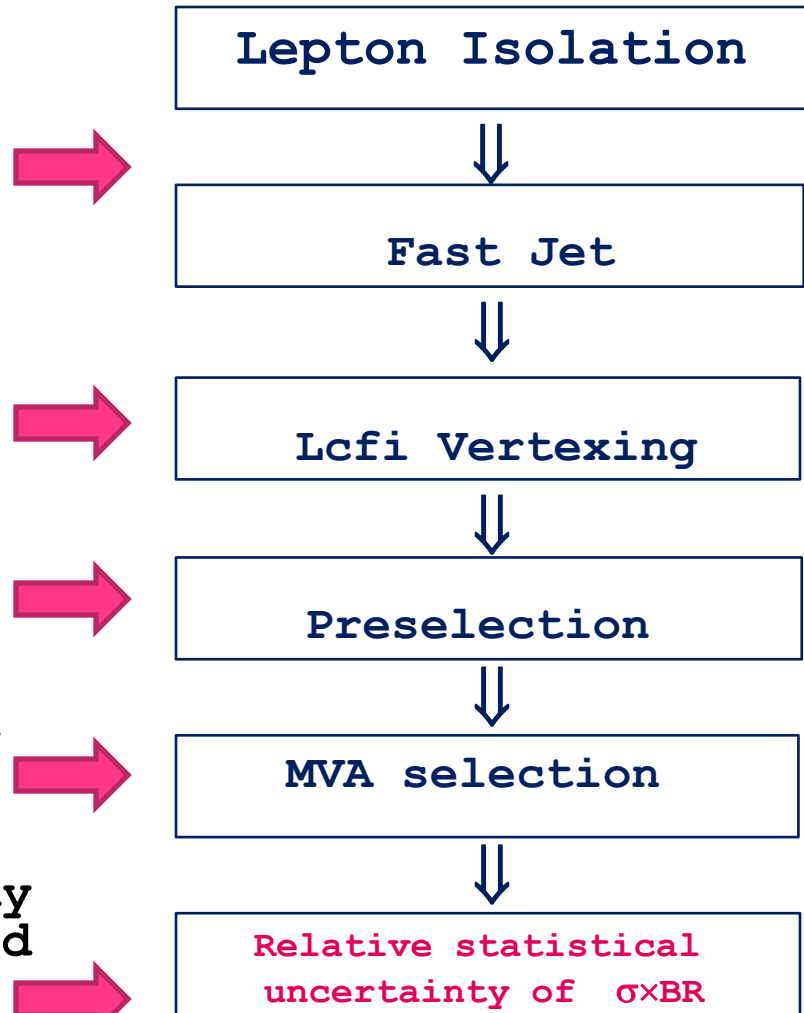 Lepton Isolation
Fast Jet
Lcfi Vertexing
Preselection
MVA selection
Relative statistical
uncertainty of σ×BR